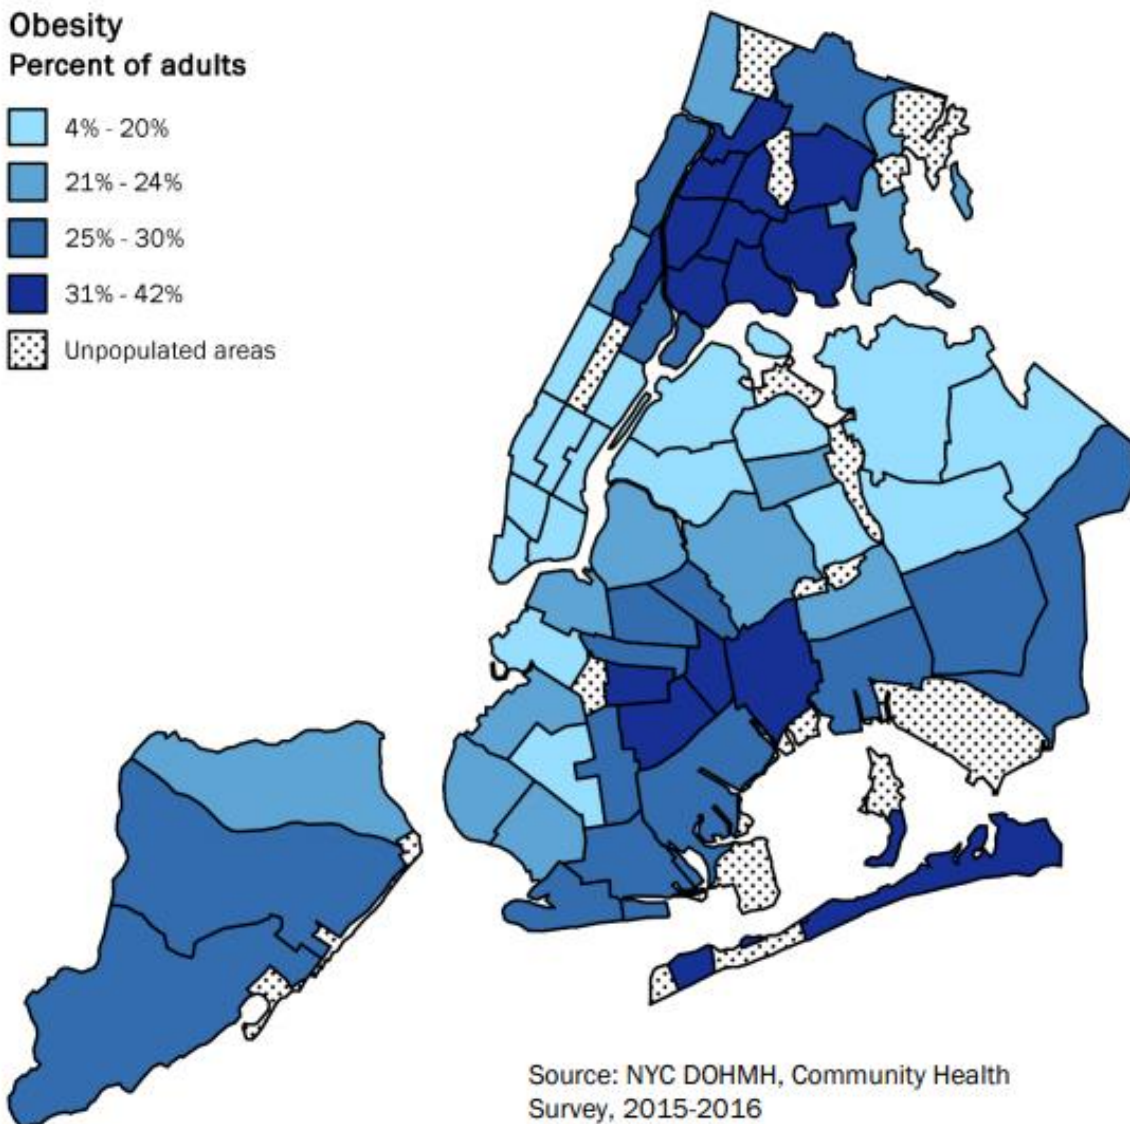 Obesity
Percent of adults
4% - 20%
21% - 24%
25% - 30%
31% - 42%
Unpopulated areas
Source: NYC DOHMH, Community Health
Survey, 2015-2016